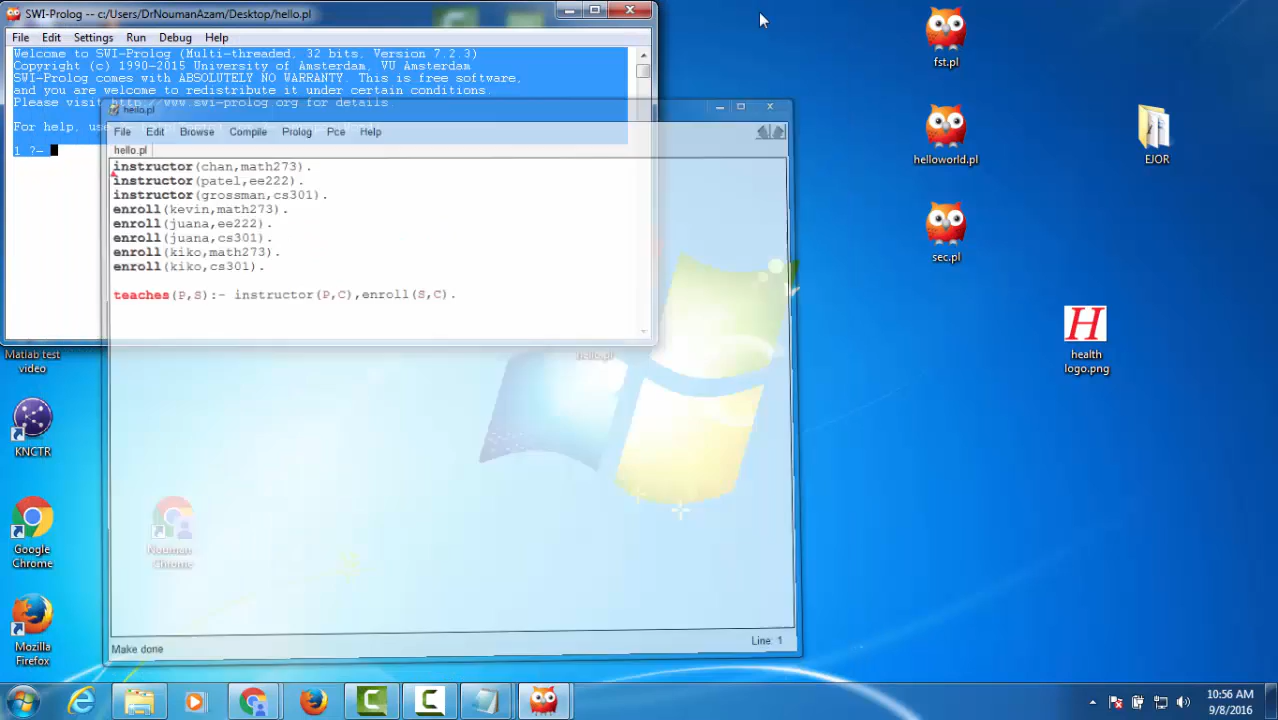 SWI-Prolog -- c:/Users/DrNoumanAzam/Desktop/hello.pl
File Edit Settings Run Debug Help
Welcome to SWI-Prolog (Multi-threaded, 32 bits, Version 7.2.3)
Copyright (c) 1990-2015 University of Amsterdam, VU Amsterdam
SWI-Prolog comes with ABSOLUTELY NO WARRANTY. This is free software,
and you are welcome to redistribute it under certain conditions.
Please visit http://www.swi-prolog.org for details.
For help, use
1 ?-
hello.pl
File Edit Browse Compile Prolog Pce Help
hello.pl
instructor(chan,math273).
instructor(patel,ee222).
instructor(grossman,cs301).
enroll(kevin,math273).
enroll(juana,ee222).
enroll(juana,cs301).
enroll(kiko,math273).
enroll(kiko,cs301).
teaches(P,S):- instructor(P,C),enroll(S,C).
Make done
Line: 1
fst.pl
helloworld.pl
EJOR
sec.pl
health
logo.png
hello.pl
Matlab test
video
KNCTR
Google
Chrome
Nouman
Chrome
Mozilla
Firefox
10:56 AM
9/8/2016